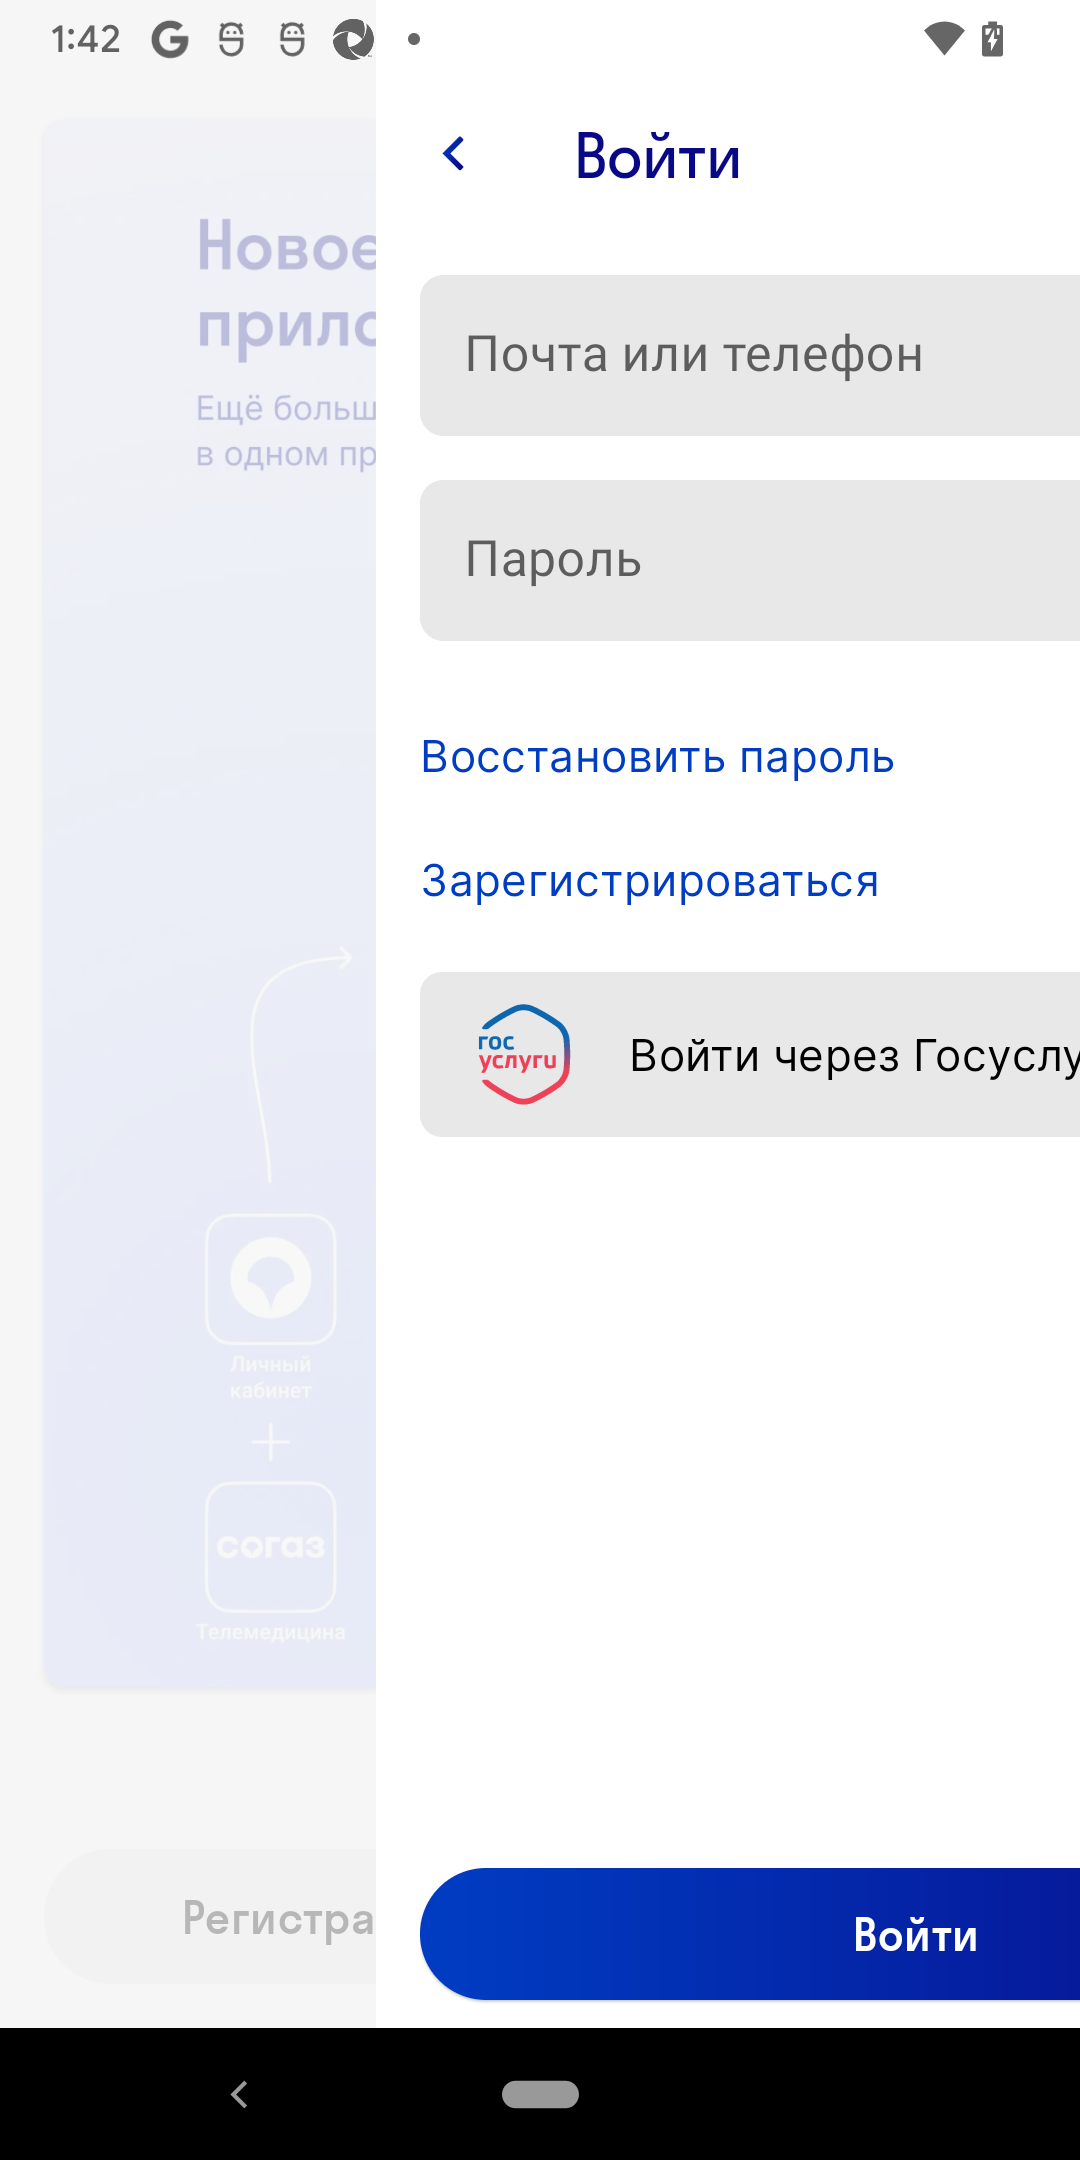 1:42
Войти
Новое
прило
Ещё больш
в одном пр
Почта или телефон
Пароль
Восстановить пароль
Зарегистрироваться
гос
услуги
Войти через Госуслу
Личный
кабинет
согаз
Телемедицина
Регистра
Войти